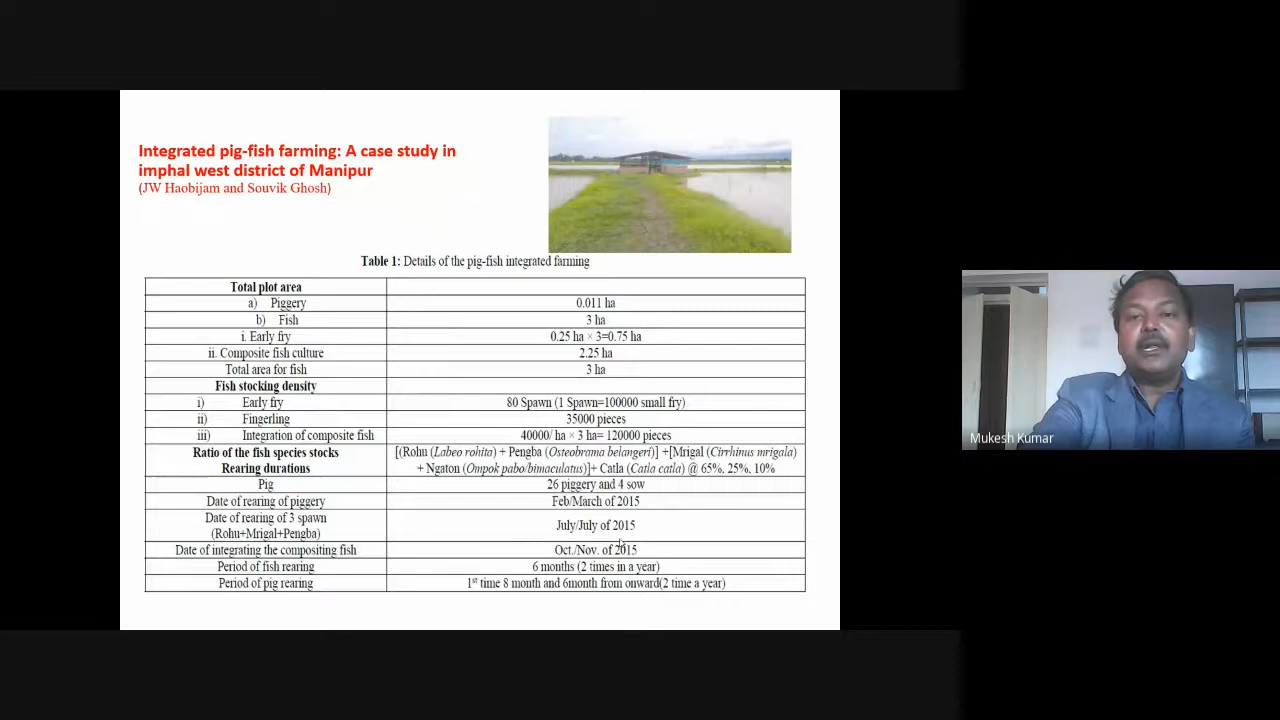 Integrated pig-fish farming: A case study in
imphal west district of Manipur
(JW Haobijam and Souvik Ghosh)
Table 1: Details of the pig-fish integrated farming
Total plot area
a) Piggery 0.011 ha
b) Fish 3 ha
i. Early fry 0.25 ha × 3=0.75 ha
ii. Composite fish culture 2.25 ha
Total area for fish 3 ha
Fish stocking density
i) Early fry 80 Spawn (1 Spawn=100000 small fry)
ii) Fingerling 35000 pieces
iii) Integration of composite fish 40000/ ha × 3 ha= 120000 pieces
Ratio of the fish species stocks [(Rohu (Labeo rohita) + Pengba (Osteobrama belangeri)] +[Mrigal (Cirrhinus mrigala)
Rearing durations + Ngaton (Ompok pabo/bimaculatus)]+ Catla (Catla catla) @ 65%, 25%, 10%
Pig 26 piggery and 4 sow
Date of rearing of piggery Feb/March of 2015
Date of rearing of 3 spawn
(Rohu+Mrigal+Pengba) July/July of 2015
Date of integrating the compositing fish Oct./Nov. of 2015
Period of fish rearing 6 months (2 times in a year)
Period of pig rearing 1st time 8 month and 6month from onward(2 time a year)
Mukesh Kumar